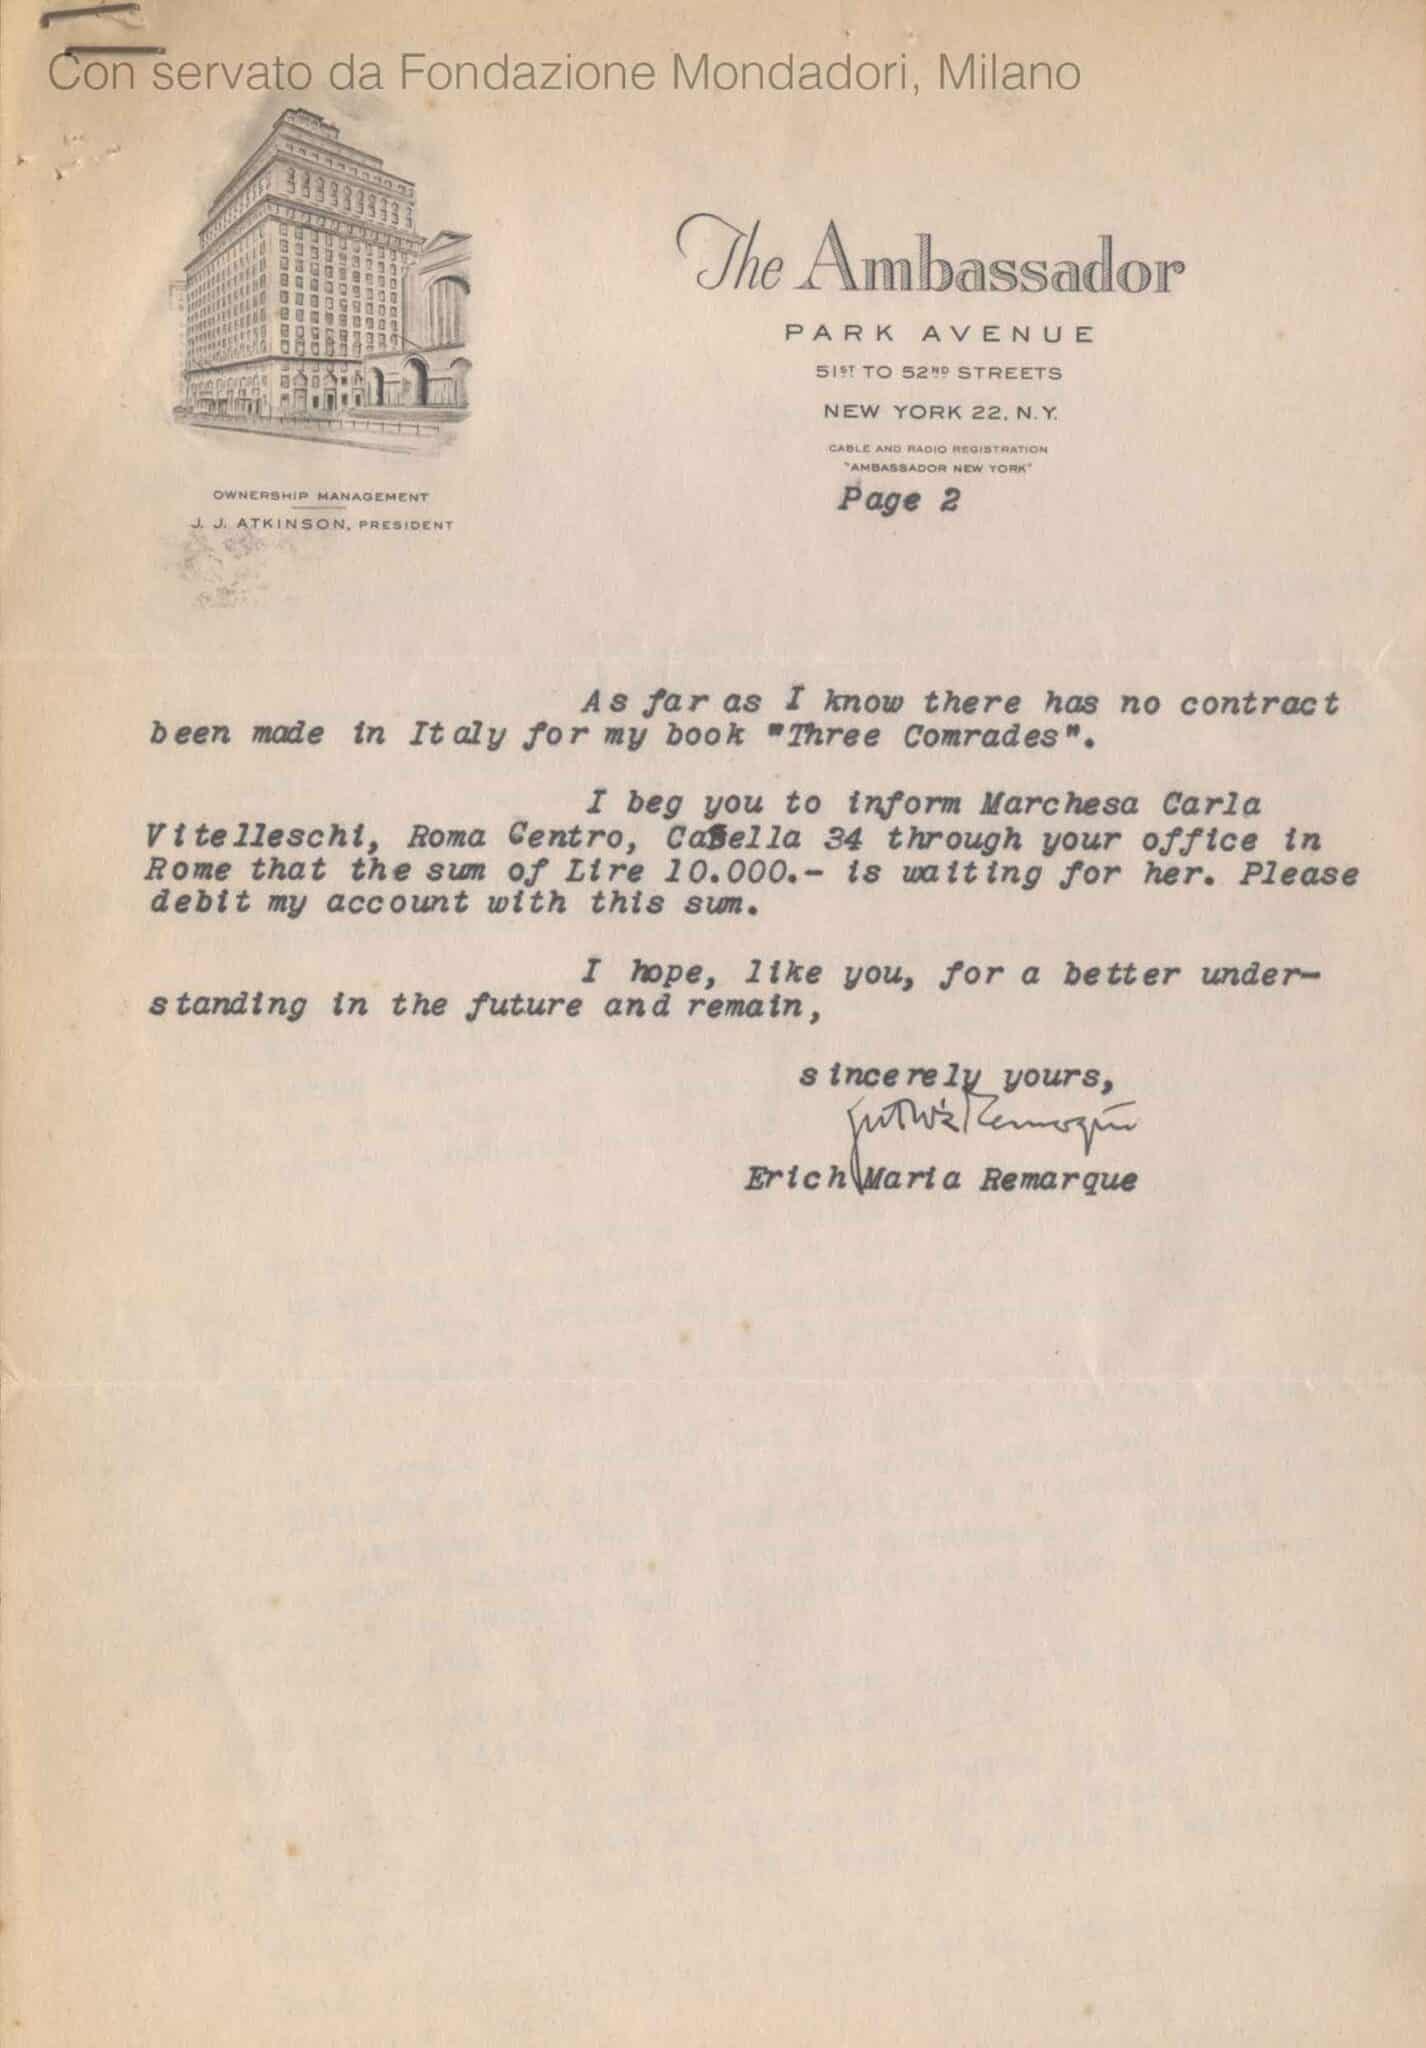 Conservato da Fondazione Mondadori, Milano
The Ambassador
PARK AVENUE
51ST TO 52ND STREETS
NEW YORK 22, N.Y.
CABLE AND RADIO REGISTRATION
"AMBASSADOR NEW YORK"
Page 2
OWNERSHIP MANAGEMENT
J. J. ATKINSON, PRESIDENT
As far as I know there has no contract
been made in Italy for my book "Three Comrades".
I beg you to inform Marchesa Carla
Vitelleschi, Roma Centro, Casella 34 through your office in
Rome that the sum of Lire 10.000.- is waiting for her. Please
debit my account with this sum.
I hope, like you, for a better under-
standing in the future and remain,
sincerely yours,
Erich Maria Remarque